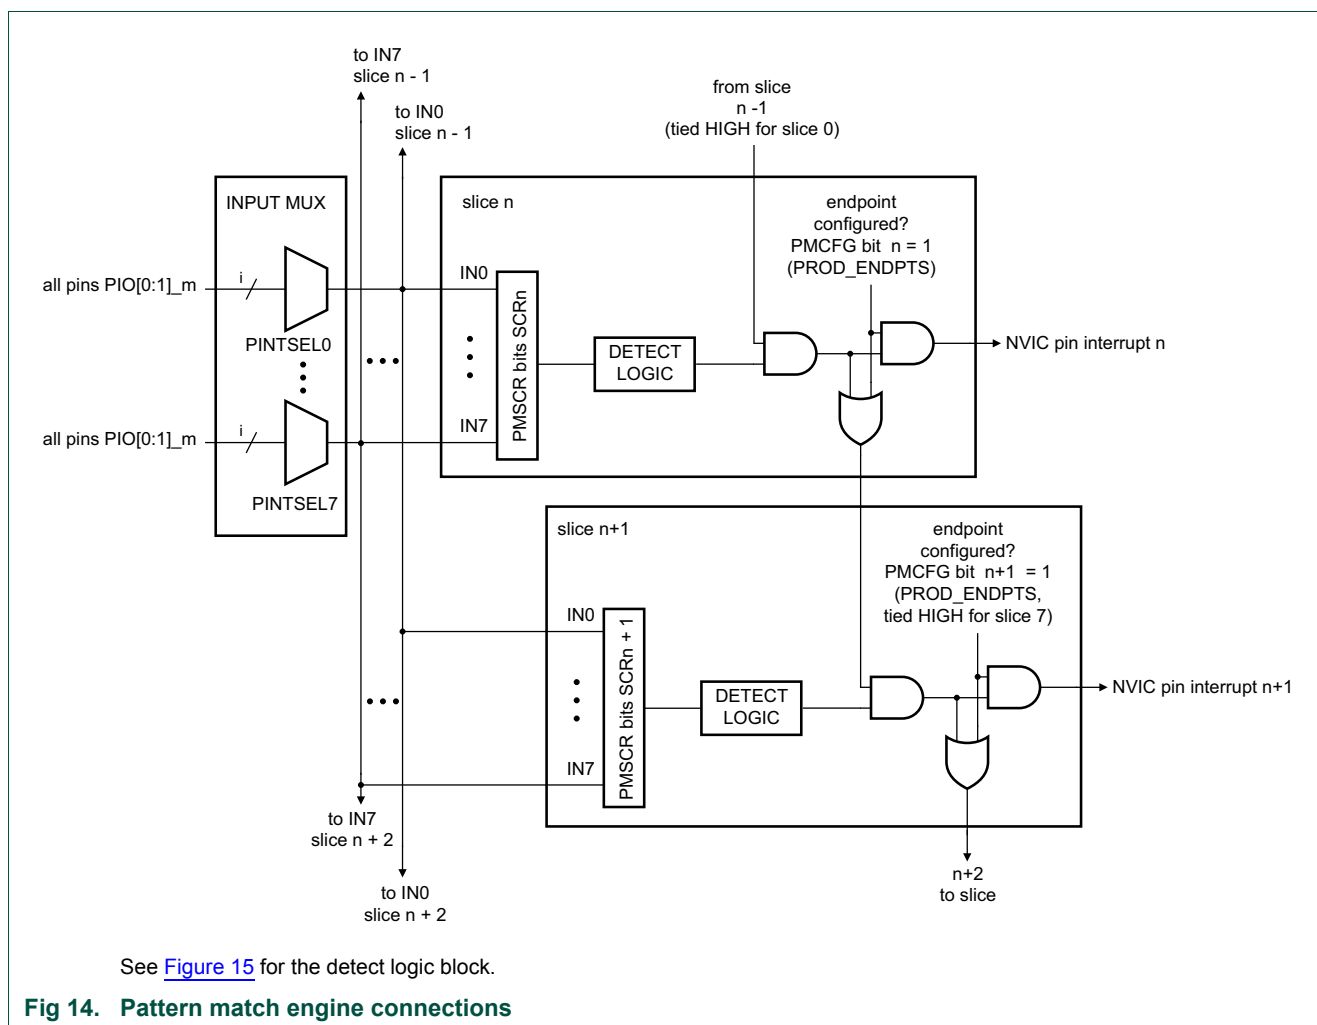 to IN7
slice n - 1
to IN0
slice n - 1
from slice
n -1
(tied HIGH for slice 0)
INPUT MUX
all pins PIO[0:1]_m
i
PINTSEL0
all pins PIO[0:1]_m
i
PINTSEL7
slice n
IN0
IN7
PMSCR bits SCRn
DETECT
LOGIC
endpoint
configured?
PMCFG bit n = 1
(PROD_ENDPTS)
NVIC pin interrupt n
slice n+1
IN0
IN7
PMSCR bits SCRn + 1
DETECT
LOGIC
endpoint
configured?
PMCFG bit n+1 = 1
(PROD_ENDPTS,
tied HIGH for slice 7)
NVIC pin interrupt n+1
to IN7
slice n + 2
to IN0
slice n + 2
n+2
to slice
See Figure 15 for the detect logic block.
Fig 14. Pattern match engine connections